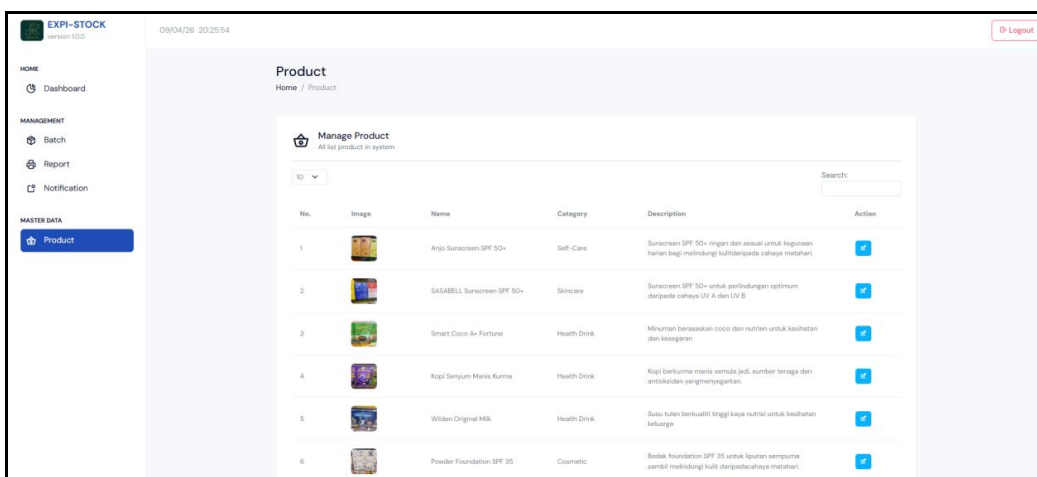 EXPI-STOCK
version 1.0.0
09/04/26 20:25:54
Logout
HOME
Dashboard
MANAGEMENT
Batch
Report
Notification
MASTER DATA
Product
Product
Home / Product
Manage Product
All list product in system
10
Search:
No. Image Name Category Description Action
1 Anjo Sunscreen SPF 50+ Self-Care Sunscreen SPF 50+ ringan dan sesuai untuk kegunaan
harian bagi melindungi kulitdaripada cahaya matahari.
2 SASABELL Sunscreen SPF 50+ Skincare Sunscreen SPF 50+ untuk perlindungan optimum
daripada cahaya UV A dan UV B
3 Smart Coco A+ Fortune Health Drink Minuman berasaskan coco dan nutrien untuk kesihatan
dan kesegaran
4 Kopi Senyum Manis Kurma Health Drink Kopi berkurma manis semula jadi, sumber tenaga dan
antioksidan yangmenyegarkan.
5 Wildan Original Milk Health Drink Susu tulen berkualiti tinggi kaya nutrisi untuk kesihatan
keluarga
6 Powder Foundation SPF 35 Cosmetic Bedak foundation SPF 35 untuk liputan sempurna
sambil melindungi kulit daripadacahaya matahari.